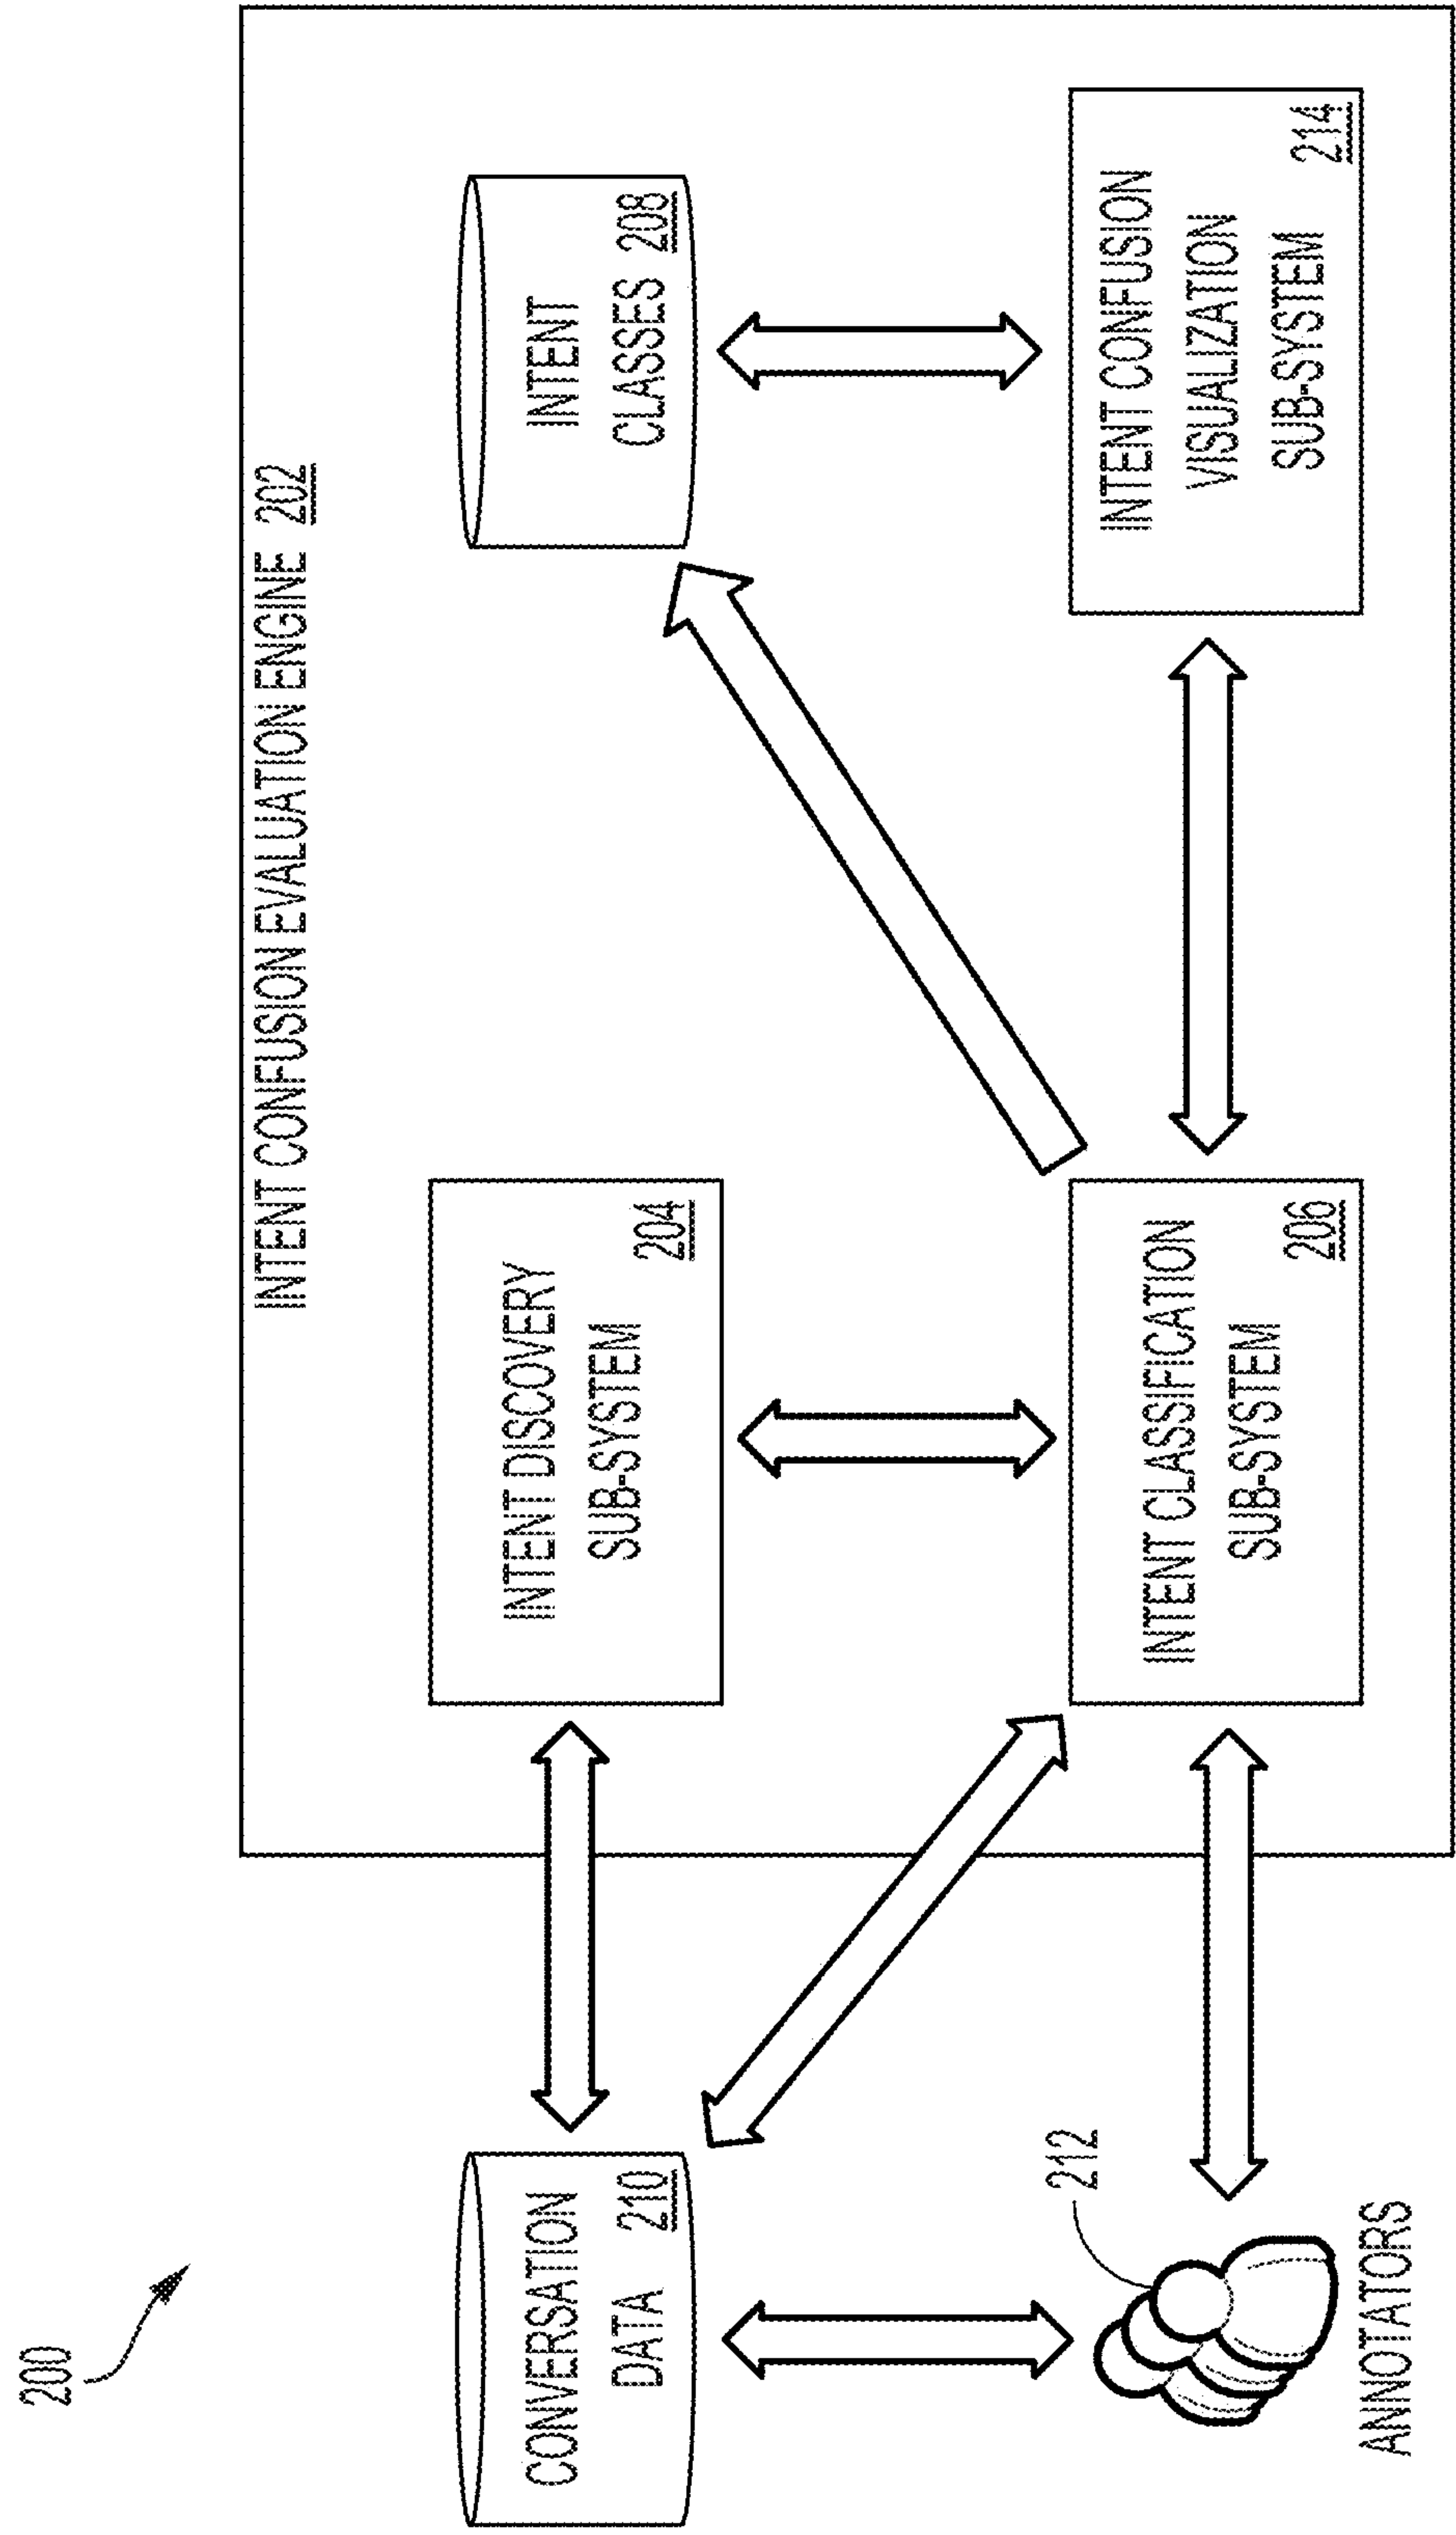 200
INTENT CONFUSION EVALUATION ENGINE 202
CONVERSATION
DATA 210
INTENT DISCOVERY
SUB-SYSTEM
204
INTENT
CLASSES 208
212
ANNOTATORS
INTENT CLASSIFICATION
SUB-SYSTEM
206
INTENT CONFUSION
VISUALIZATION
SUB-SYSTEM
214